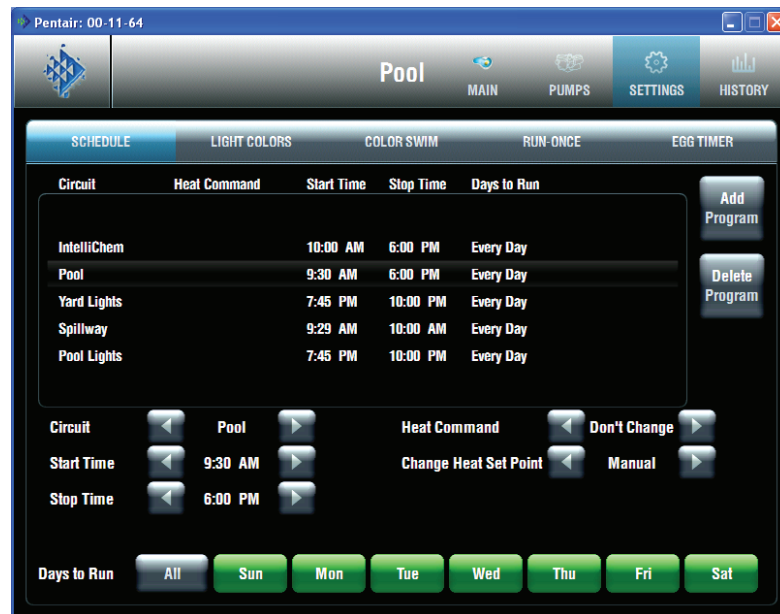 Pentair: 00-11-64
Pool
MAIN
PUMPS
SETTINGS
HISTORY
SCHEDULE
LIGHT COLORS
COLOR SWIM
RUN-ONCE
EGG TIMER
Circuit Heat Command Start Time Stop Time Days to Run
IntelliChem 10:00 AM 6:00 PM Every Day
Pool 9:30 AM 6:00 PM Every Day
Yard Lights 7:45 PM 10:00 PM Every Day
Spillway 9:29 AM 10:00 AM Every Day
Pool Lights 7:45 PM 10:00 PM Every Day
Add
Program
Delete
Program
Circuit Pool
Heat Command Don't Change
Start Time 9:30 AM
Change Heat Set Point Manual
Stop Time 6:00 PM
Days to Run All Sun Mon Tue Wed Thu Fri Sat